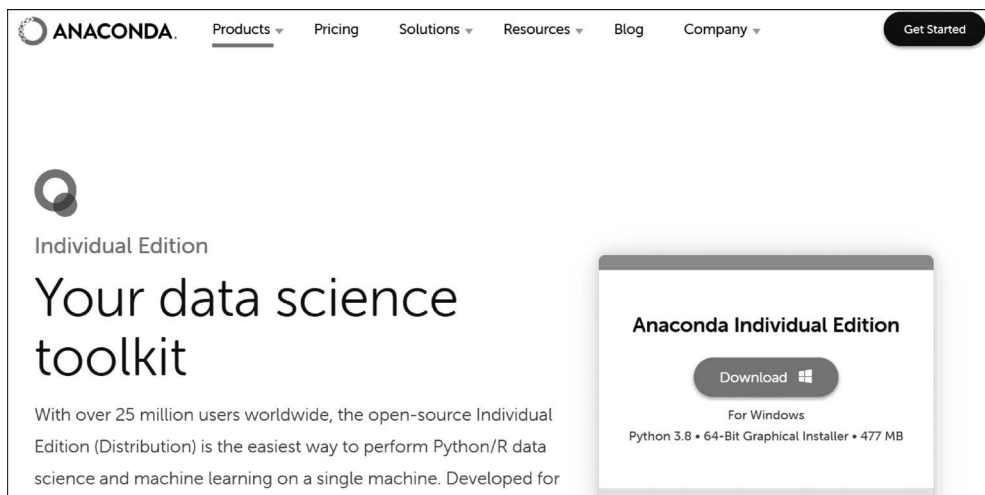 ANACONDA.
Products
Pricing
Solutions
Resources
Blog
Company
Get Started
Individual Edition
Your data science
toolkit
With over 25 million users worldwide, the open-source Individual
Edition (Distribution) is the easiest way to perform Python/R data
science and machine learning on a single machine. Developed for
Anaconda Individual Edition
Download
For Windows
Python 3.8 • 64-Bit Graphical Installer • 477 MB